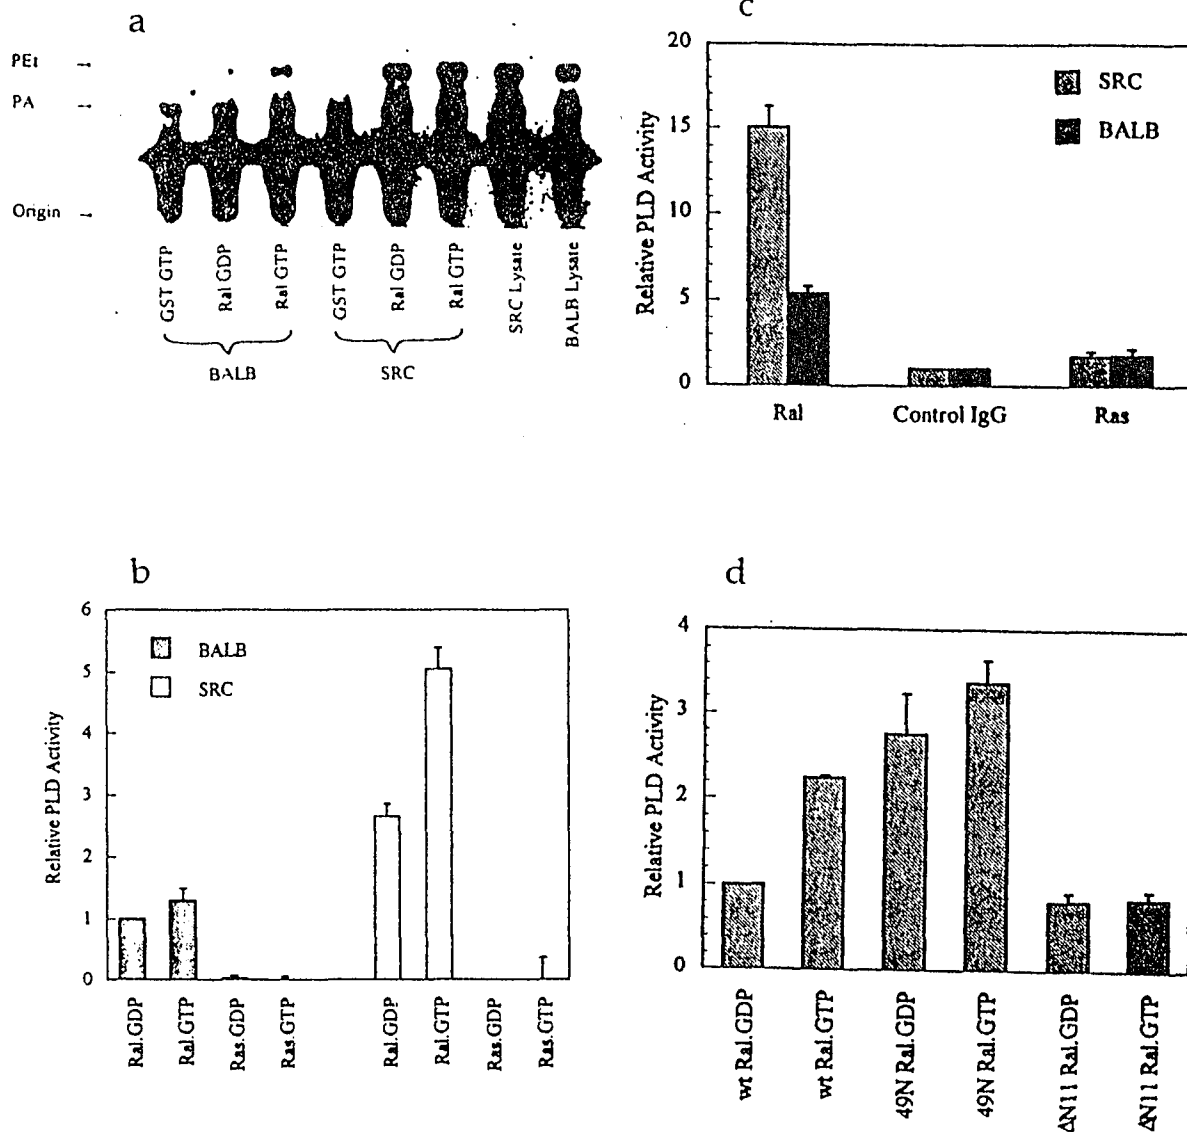 a
PEt →
PA →
Origin →
GST GTP
Ral GDP
Ral GTP
GST GTP
Ral GDP
Ral GTP
SRC Lysate
BALB Lysate
BALB
SRC
c
20
15
10
5
0
Relative PLD Activity
SRC
BALB
Ral
Control IgG
Ras
b
6
5
4
3
2
1
0
Relative PLD Activity
BALB
SRC
Ral.GDP
Ral.GTP
Ras.GDP
Ras.GTP
Ral.GDP
Ral.GTP
Ras.GDP
Ras.GTP
d
4
3
2
1
0
Relative PLD Activity
wt Ral.GDP
wt Ral.GTP
49N Ral.GDP
49N Ral.GTP
ΔN11 Ral.GDP
ΔN11 Ral.GTP